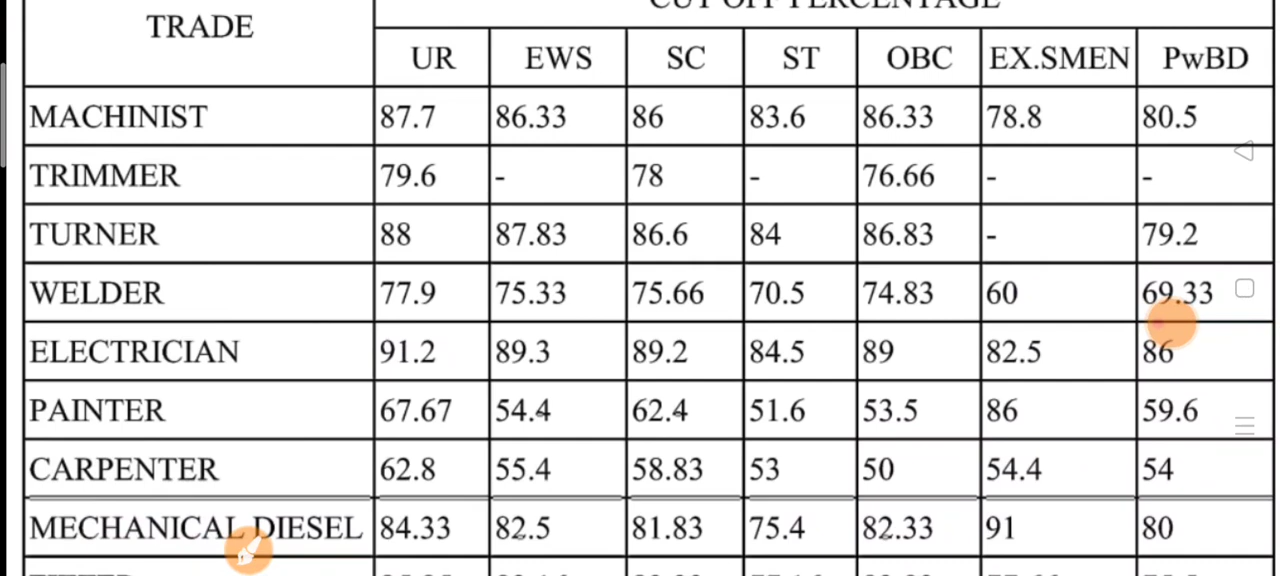 CUT OFF PERCENTAGE
TRADE
UR EWS SC ST OBC EX.SMEN PwBD
MACHINIST 87.7 86.33 86 83.6 86.33 78.8 80.5
TRIMMER 79.6 - 78 - 76.66 - -
TURNER 88 87.83 86.6 84 86.83 - 79.2
WELDER 77.9 75.33 75.66 70.5 74.83 60 69.33
ELECTRICIAN 91.2 89.3 89.2 84.5 89 82.5 86
PAINTER 67.67 54.4 62.4 51.6 53.5 86 59.6
CARPENTER 62.8 55.4 58.83 53 50 54.4 54
MECHANICAL DIESEL 84.33 82.5 81.83 75.4 82.33 91 80